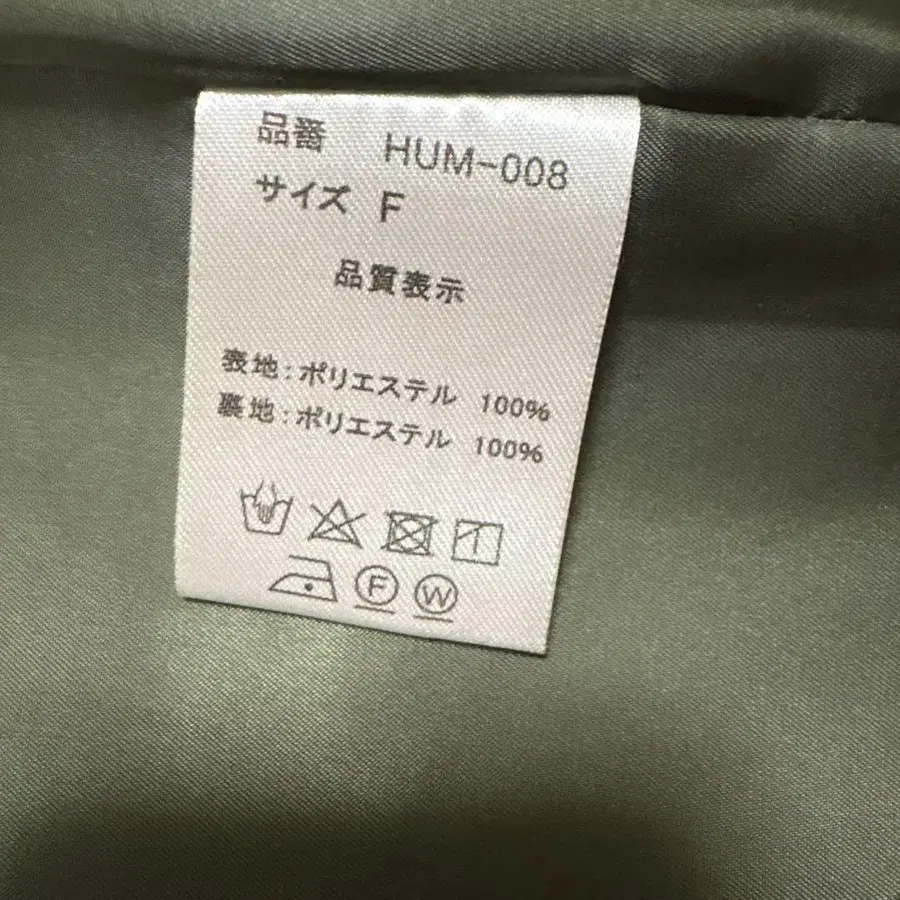 品番 HUM-008
サイズ F
品質表示
表地:ポリエステル 100%
裏地:ポリエステル 100%
F W